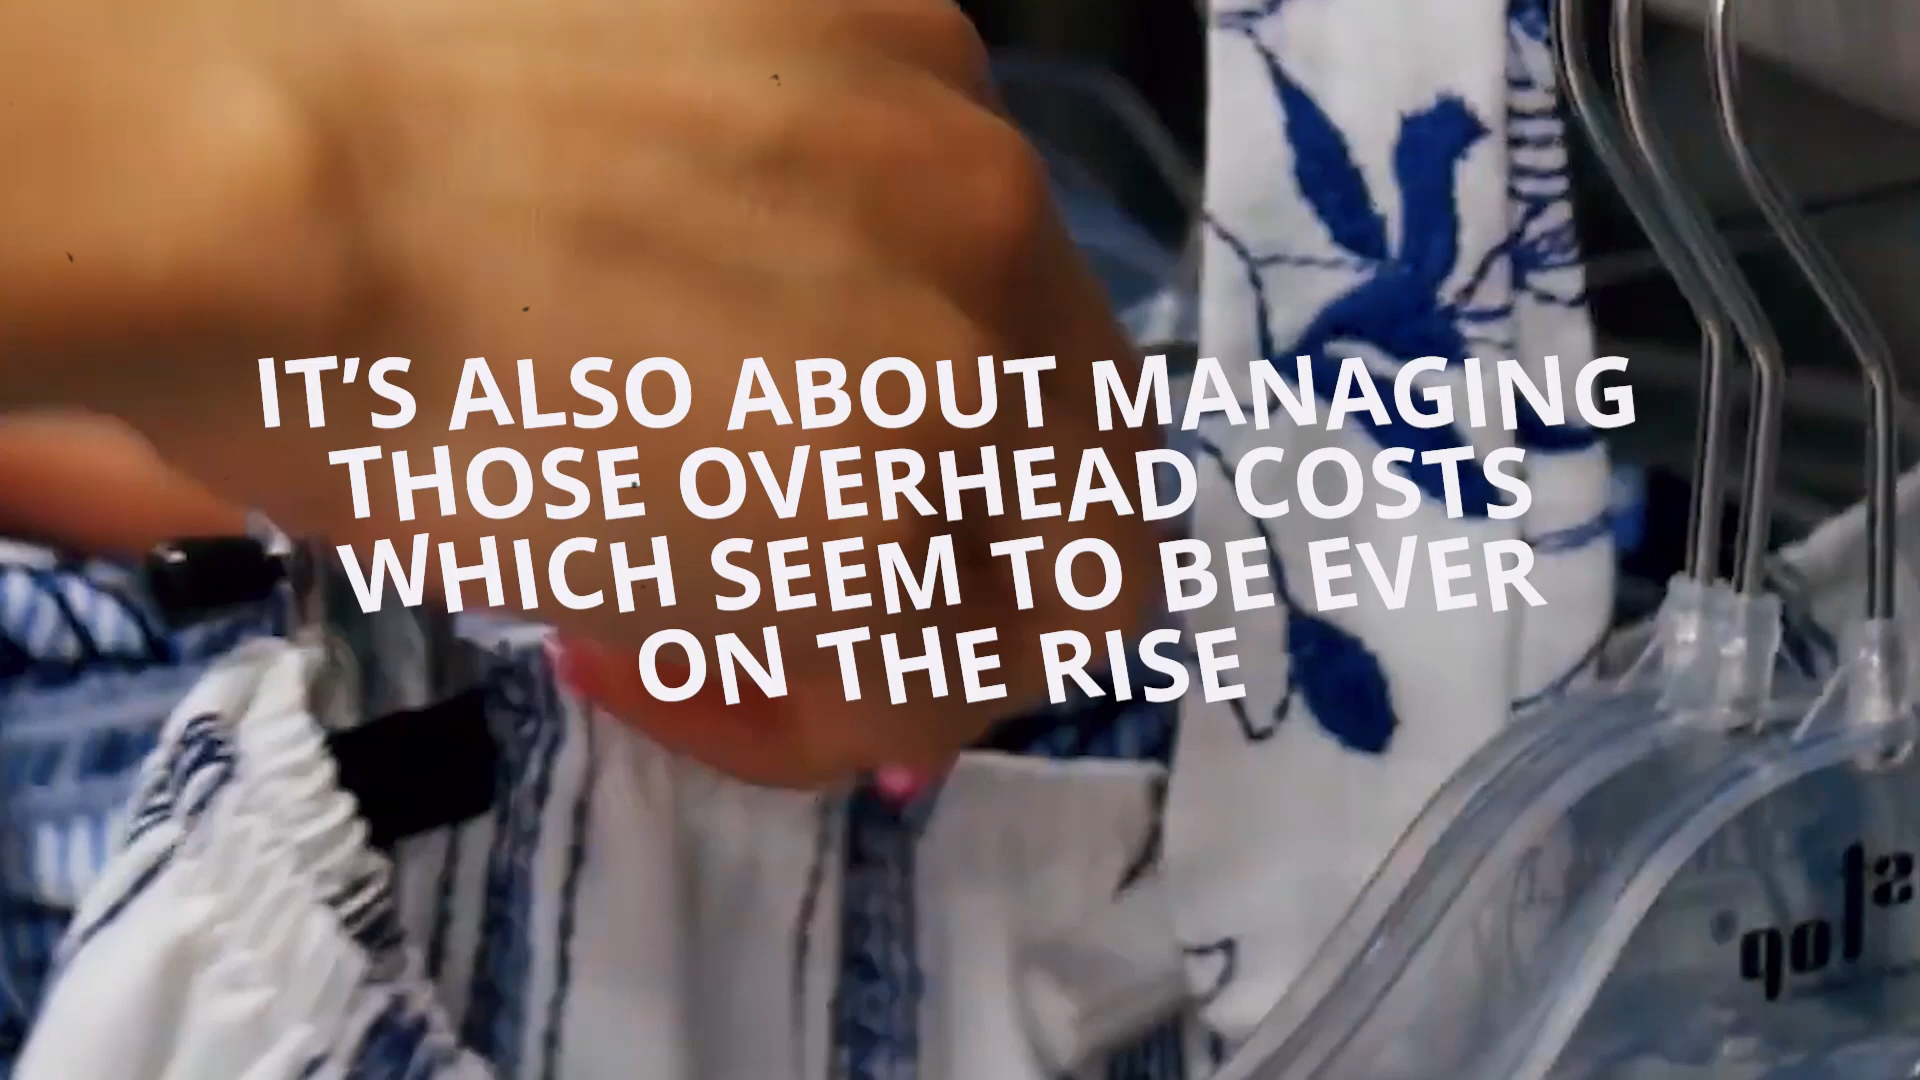 IT’S ALSO ABOUT MANAGING
THOSE OVERHEAD COSTS
WHICH SEEM TO BE EVER
ON THE RISE